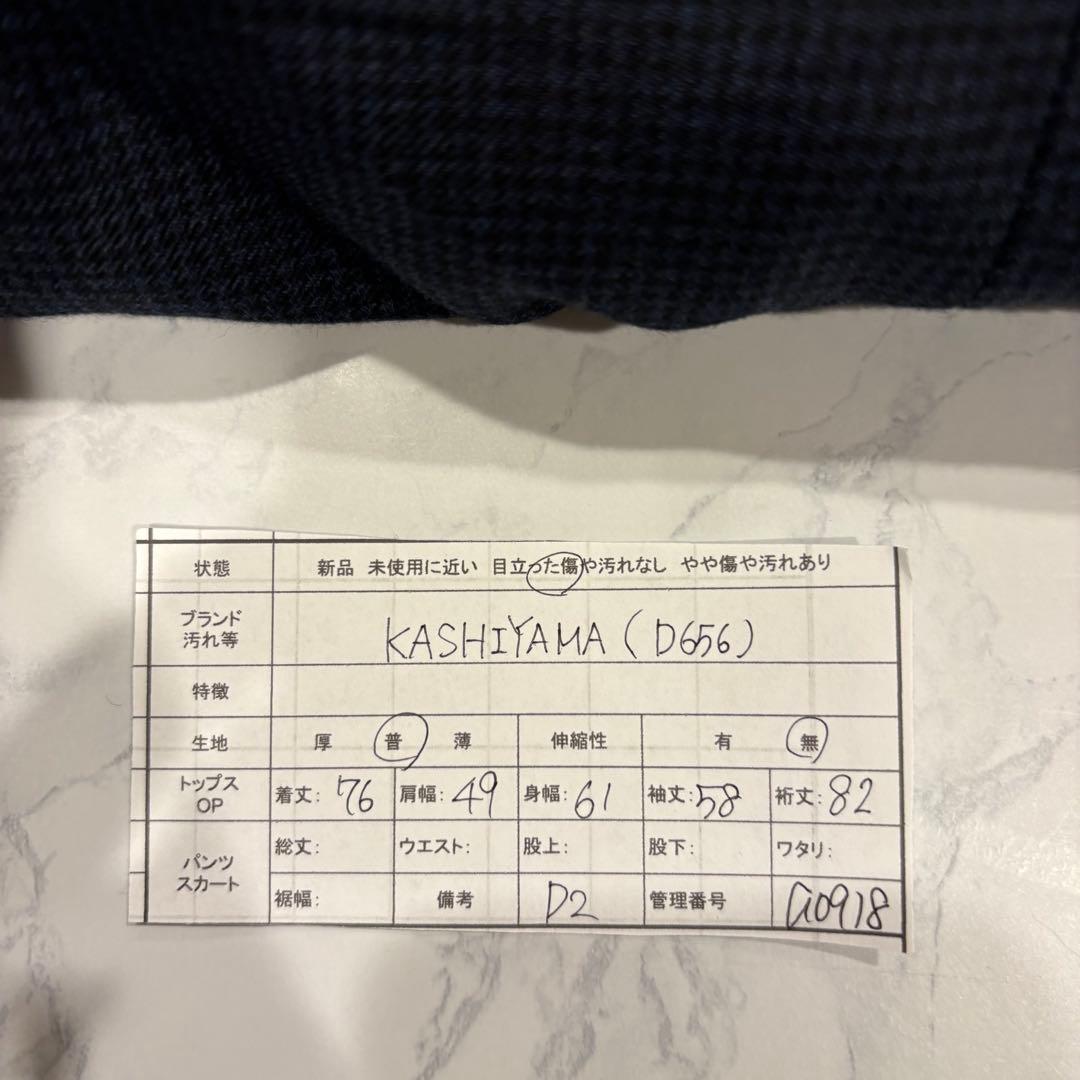 状態 新品 未使用に近い 目立った傷や汚れなし やや傷や汚れあり
ブランド
汚れ等 KASHIYAMA (D656)
特徴
生地 厚 普 薄 伸縮性 有 無
トップス
OP 着丈: 76 肩幅: 49 身幅: 61 袖丈: 58 裄丈: 82
パンツ
スカート 総丈: ウエスト: 股上: 股下: ワタリ:
裾幅: 備考 D2 管理番号 G0918